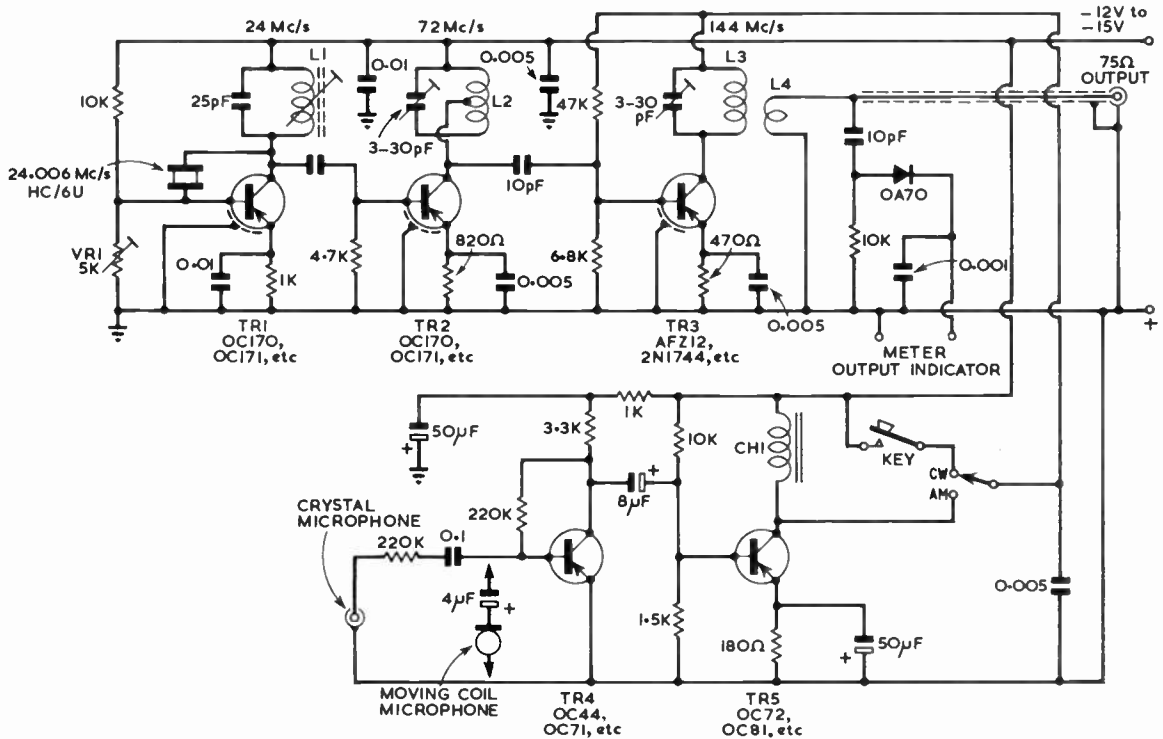 24 Mc/s
72 Mc/s
144 Mc/s
-12V to
-15V
10K
25pF
L1
0·01
3-30pF
L2
0·005
47K
3-30
pF
L3
L4
75Ω
OUTPUT
+
24·006 Mc/s
HC/6U
10pF
10pF
OA70
VR1
5K
0·01
1K
4·7K
820Ω
0·005
6·8K
470Ω
0·005
10K
0·001
+
TR1
OC170,
OC171, etc
TR2
OC170,
OC171, etc
TR3
AFZ12,
2N1744, etc
METER
OUTPUT INDICATOR
50µF
+
3·3K
1K
10K
CH1
KEY
CW
AM
8µF
+
CRYSTAL
MICROPHONE
220K
0·1
220K
4µF
+
1·5K
180Ω
50µF
+
0·005
MOVING COIL
MICROPHONE
TR4
OC44,
OC71, etc
TR5
OC72,
OC81, etc